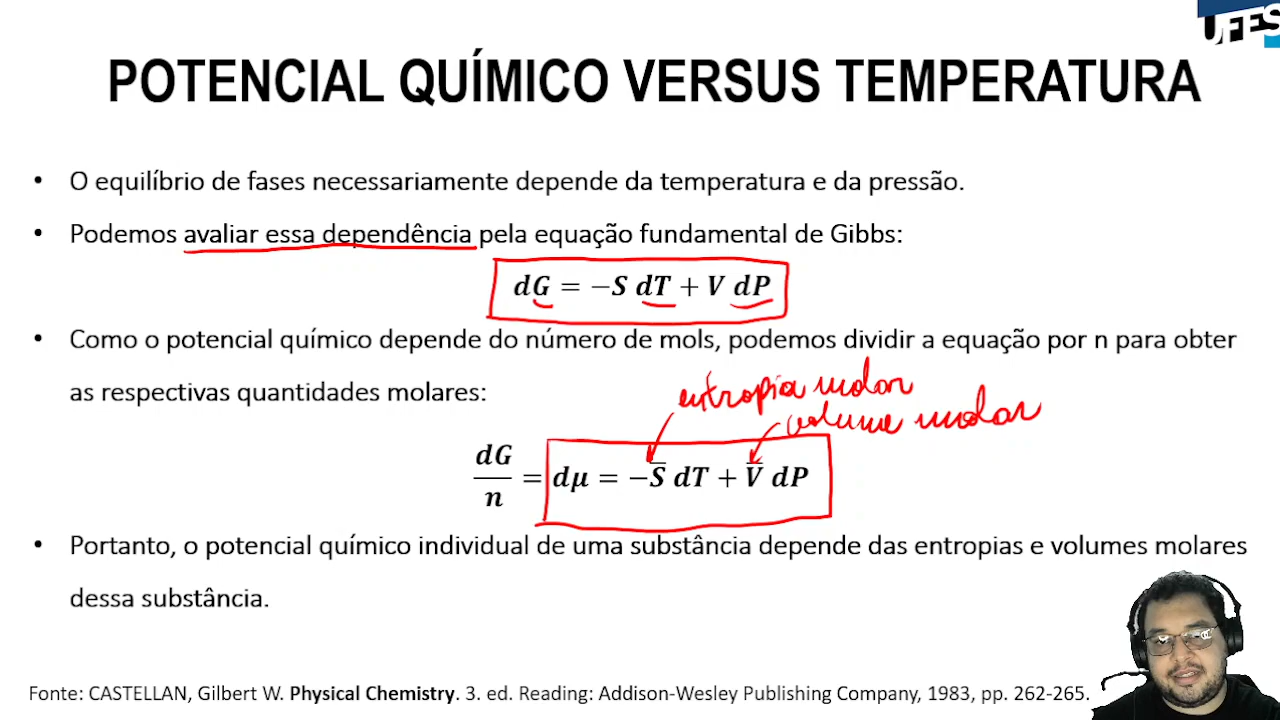 UFES
POTENCIAL QUÍMICO VERSUS TEMPERATURA
• O equilíbrio de fases necessariamente depende da temperatura e da pressão.
• Podemos avaliar essa dependência pela equação fundamental de Gibbs:
dG = −S dT + V dP
• Como o potencial químico depende do número de mols, podemos dividir a equação por n para obter
as respectivas quantidades molares:
entropia molar
volume molar
dG/n = dμ = −S̅ dT + V̅ dP
• Portanto, o potencial químico individual de uma substância depende das entropias e volumes molares
dessa substância.
Fonte: CASTELLAN, Gilbert W. Physical Chemistry. 3. ed. Reading: Addison-Wesley Publishing Company, 1983, pp. 262-265.